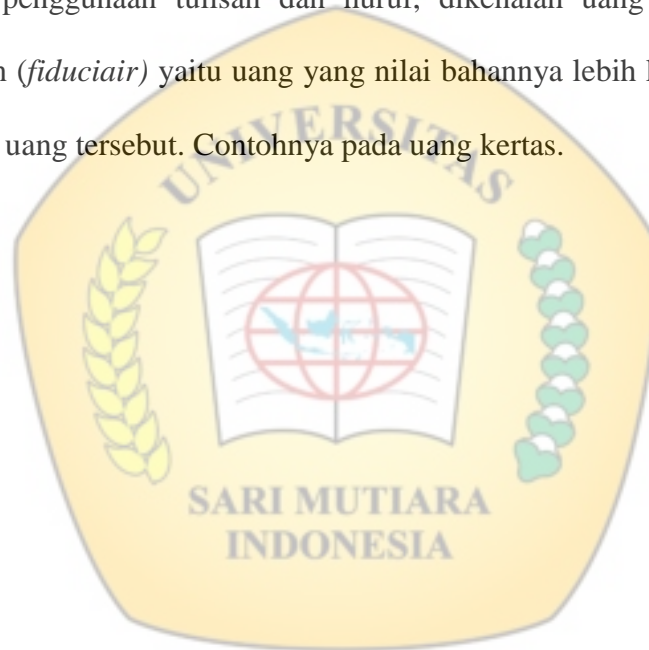 penggunaan tulisan dan huruf, dikenalah uang
(fiduciair) yaitu uang yang nilai bahannya lebih
uang tersebut. Contohnya pada uang kertas.
UNIVERSITAS
SARI MUTIARA
INDONESIA